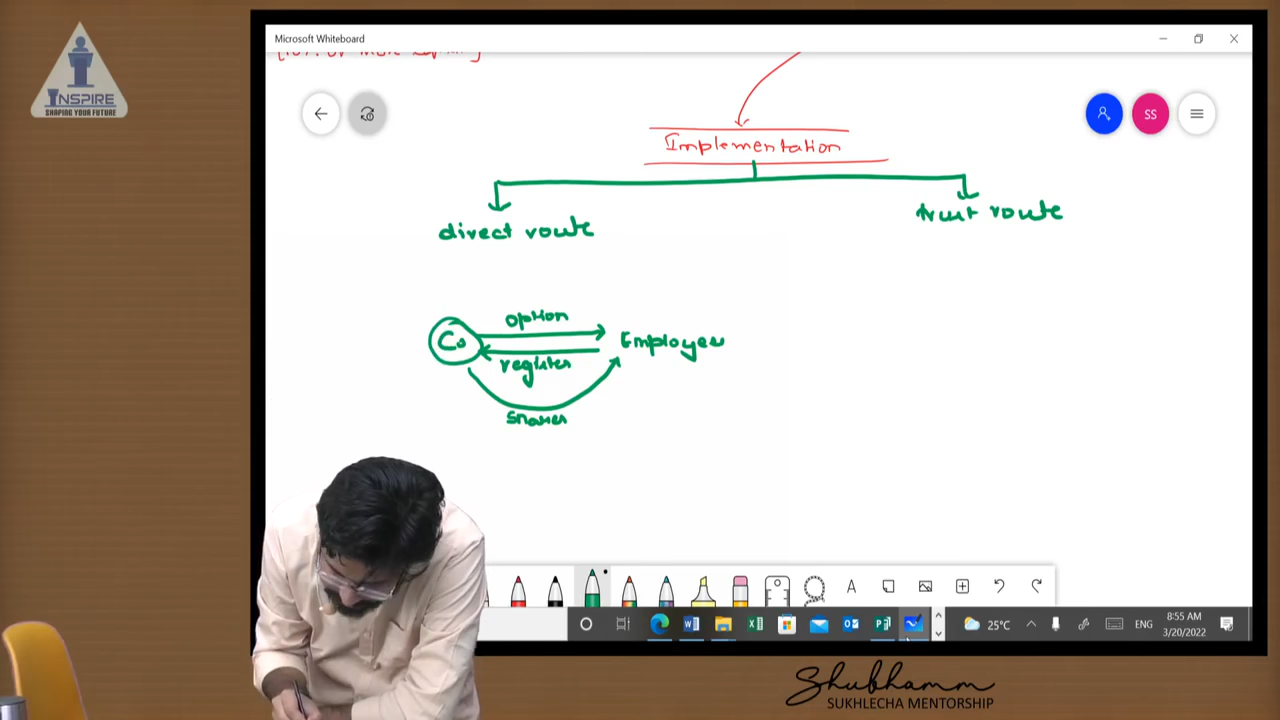 Microsoft Whiteboard
INSPIRE
SHAPING YOUR FUTURE
SS
Implementation
direct route
trust route
option
Co
Employee
register
Shares
A
25°C
ENG
8:55 AM
3/20/2022
Shubhamm
SUKHLECHA MENTORSHIP